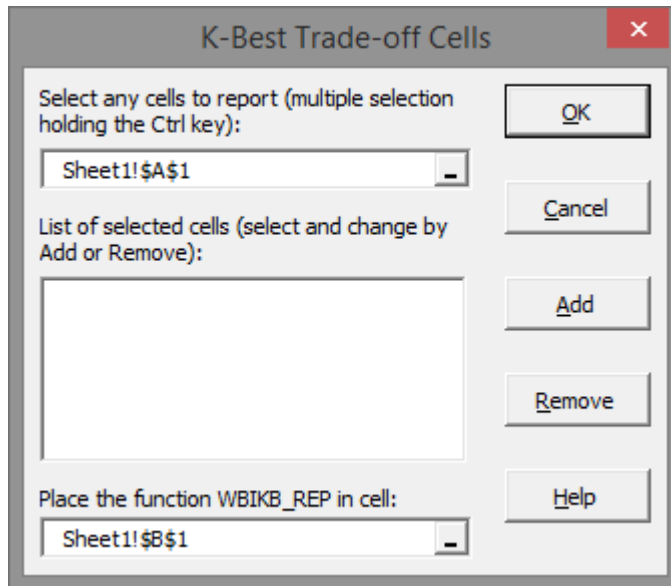 K-Best Trade-off Cells
Select any cells to report (multiple selection
holding the Ctrl key):
Sheet1!$A$1
List of selected cells (select and change by
Add or Remove):
Place the function WBIKB_REP in cell:
Sheet1!$B$1
OK
Cancel
Add
Remove
Help